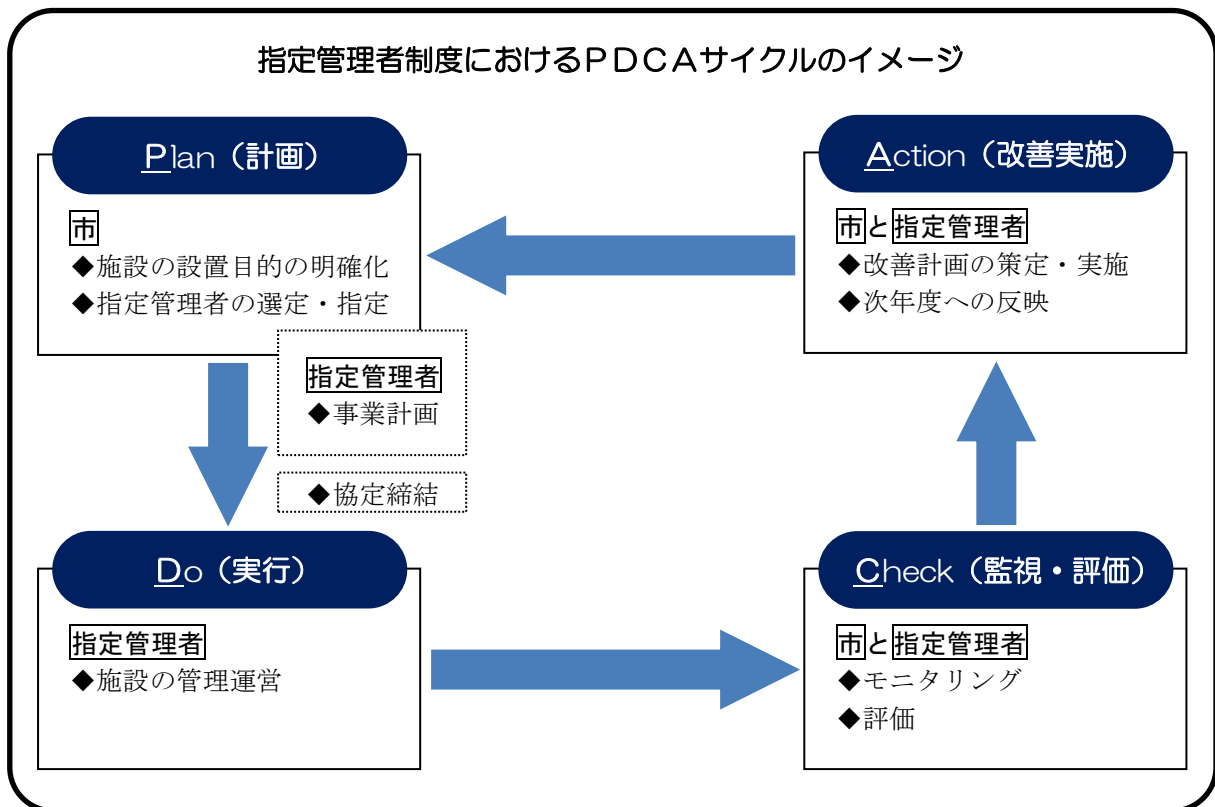 指定管理者制度におけるPDCAサイクルのイメージ
Plan（計画）
市
◆施設の設置目的の明確化
◆指定管理者の選定・指定
指定管理者
◆事業計画
◆協定締結
Do（実行）
指定管理者
◆施設の管理運営
Check（監視・評価）
市と指定管理者
◆モニタリング
◆評価
Action（改善実施）
市と指定管理者
◆改善計画の策定・実施
◆次年度への反映